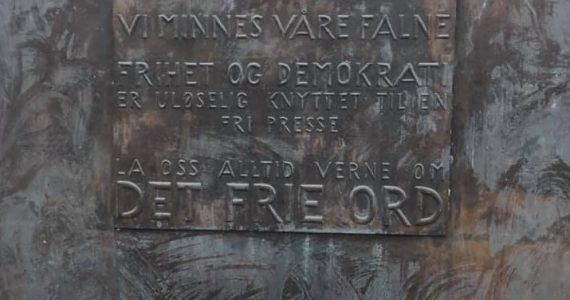 VI MINNES VÅRE FALNE
FRIHET OG DEMOKRATI
ER ULØSELIG KNYTTET TIL EN
FRI PRESSE
LA OSS ALLTID VERNE OM
DET FRIE ORD